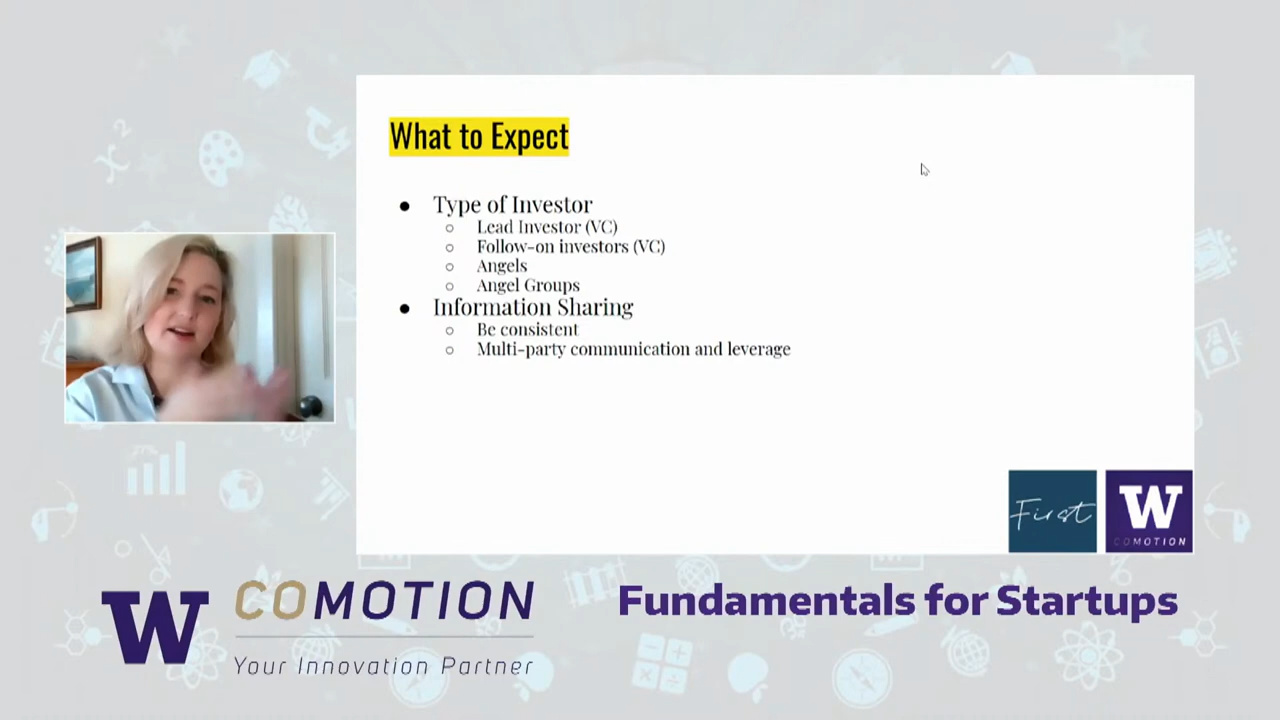 What to Expect
● Type of Investor
○ Lead Investor (VC)
○ Follow-on investors (VC)
○ Angels
○ Angel Groups
● Information Sharing
○ Be consistent
○ Multi-party communication and leverage
First
W
COMOTION
W
COMOTION
Your Innovation Partner
Fundamentals for Startups
x²